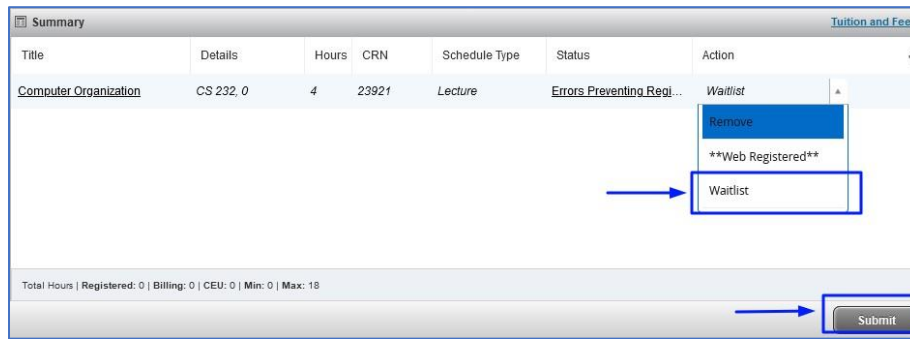 Summary
Tuition and Fee
Title Details Hours CRN Schedule Type Status Action
Computer Organization CS 232, 0 4 23921 Lecture Errors Preventing Regi... Waitlist
Remove
**Web Registered**
Waitlist
Total Hours | Registered: 0 | Billing: 0 | CEU: 0 | Min: 0 | Max: 18
Submit